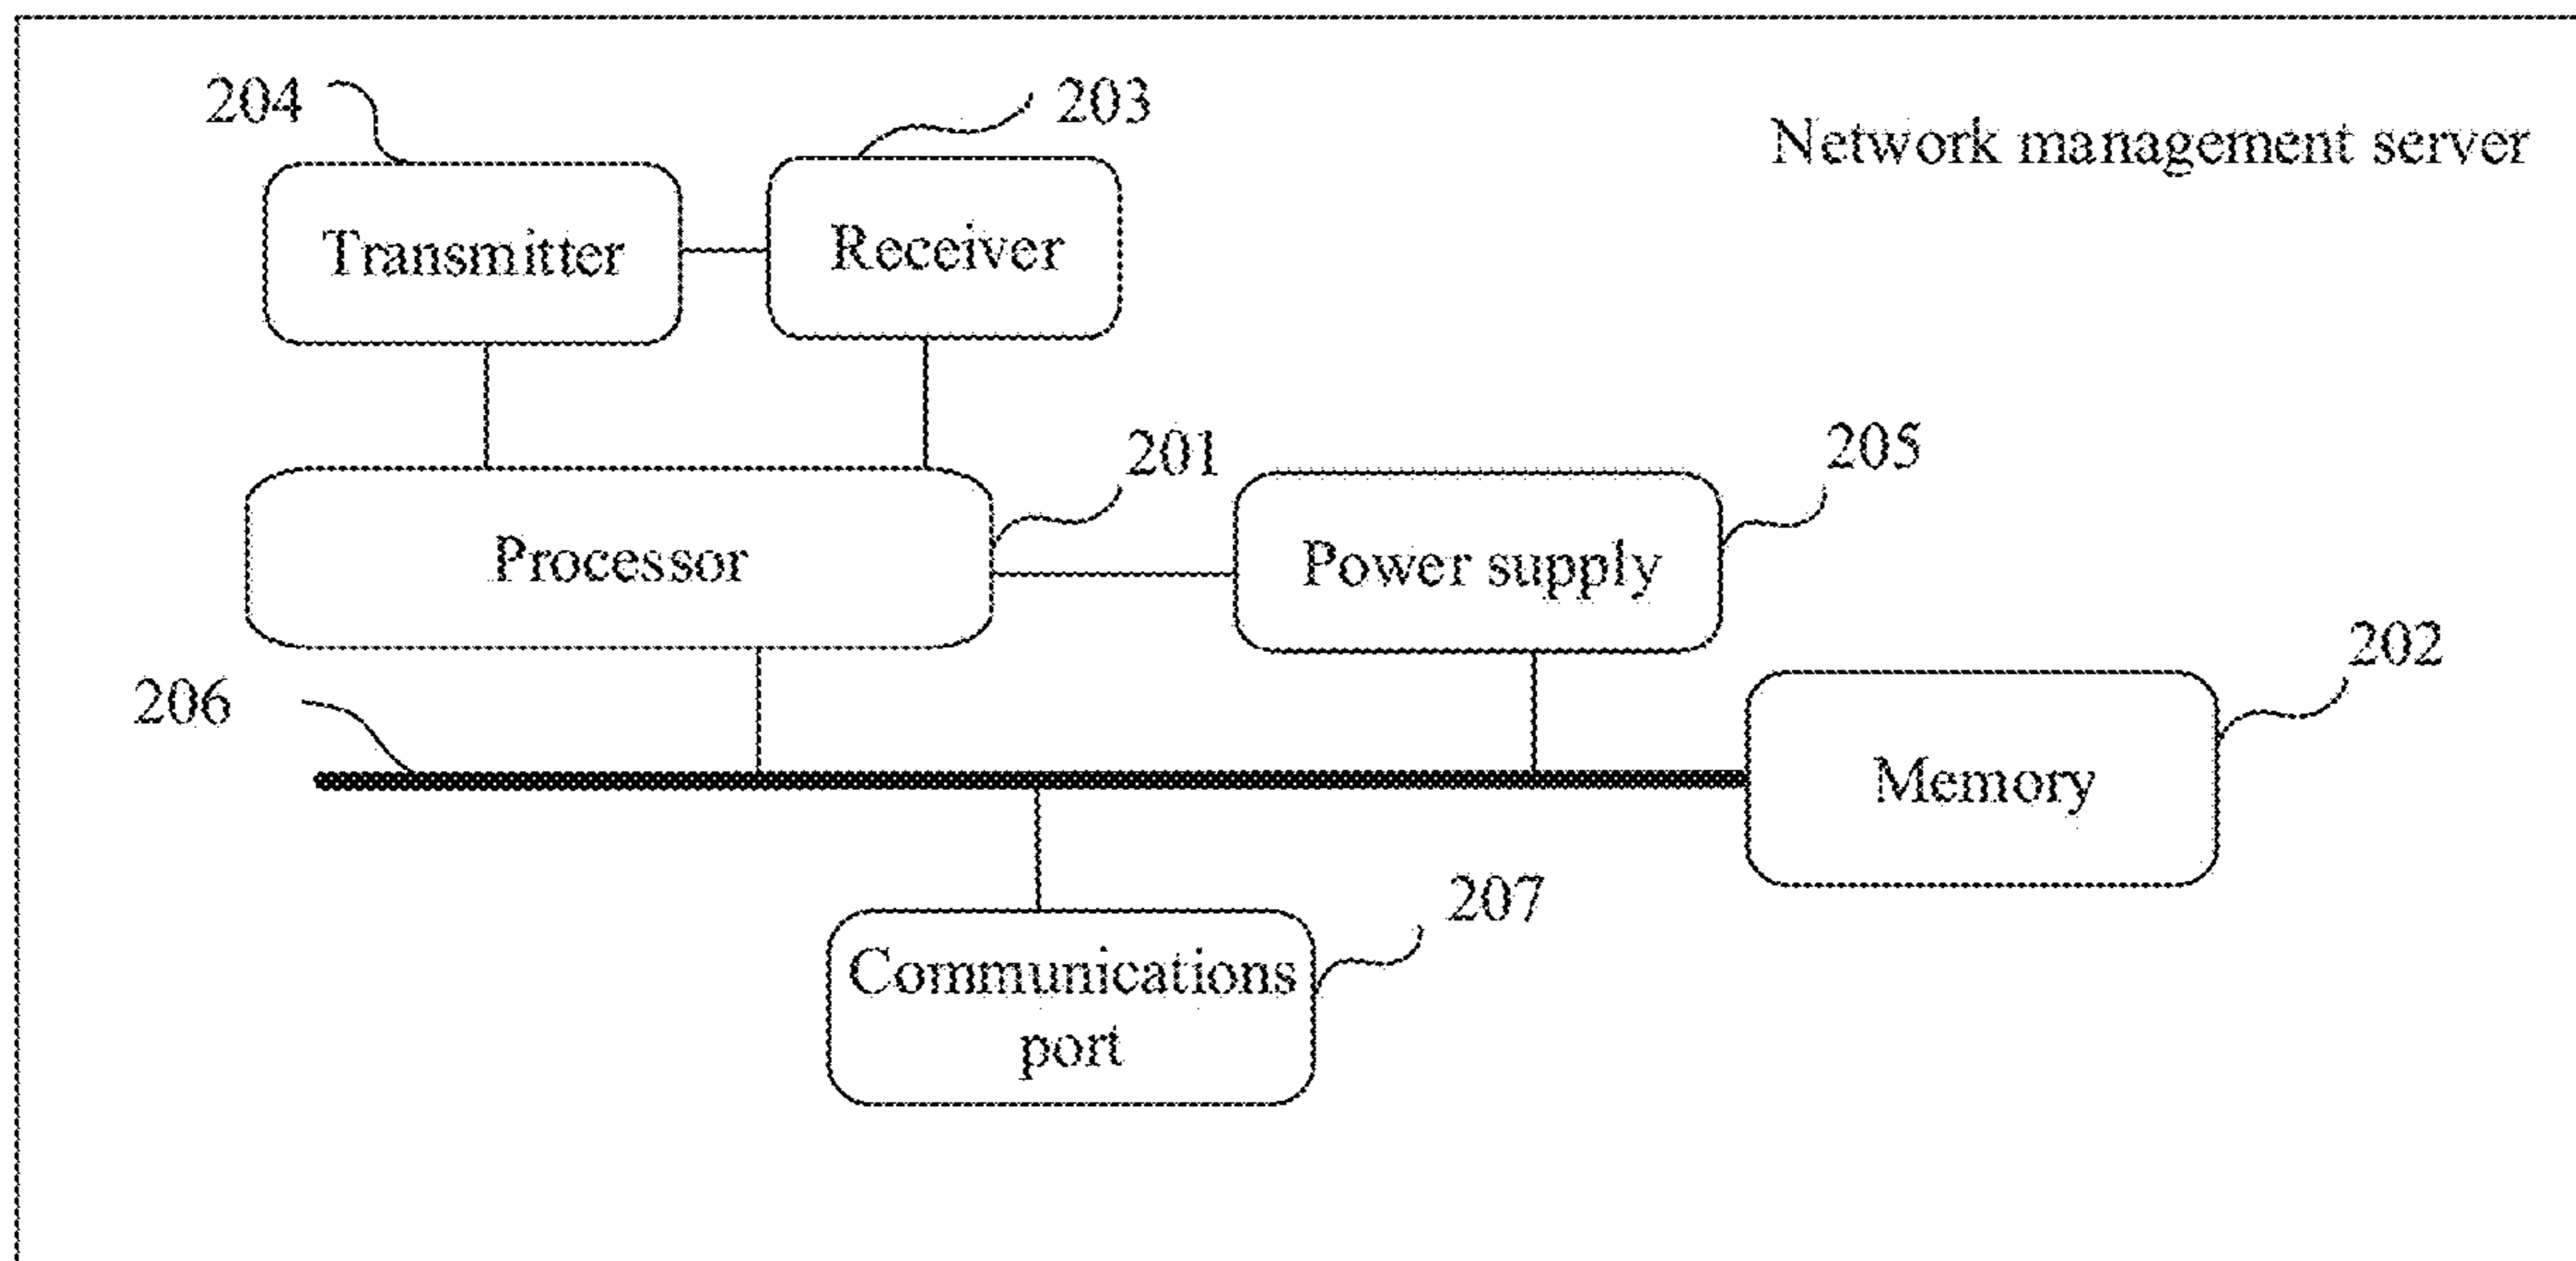 204
203
Network management server
Transmitter
Receiver
201
205
Processor
Power supply
202
206
Memory
207
Communications
port